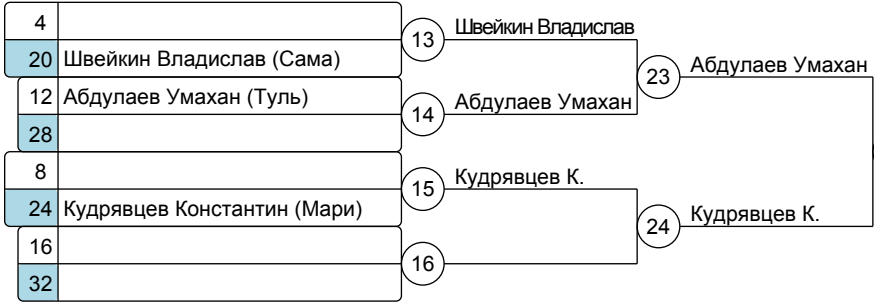 4
13
Швейкин Владислав
20 Швейкин Владислав (Сама)
23
Абдулаев Умахан
12 Абдулаев Умахан (Туль)
14
Абдулаев Умахан
28
8
15
Кудрявцев К.
24 Кудрявцев Константин (Мари)
24
Кудрявцев К.
16
16
32